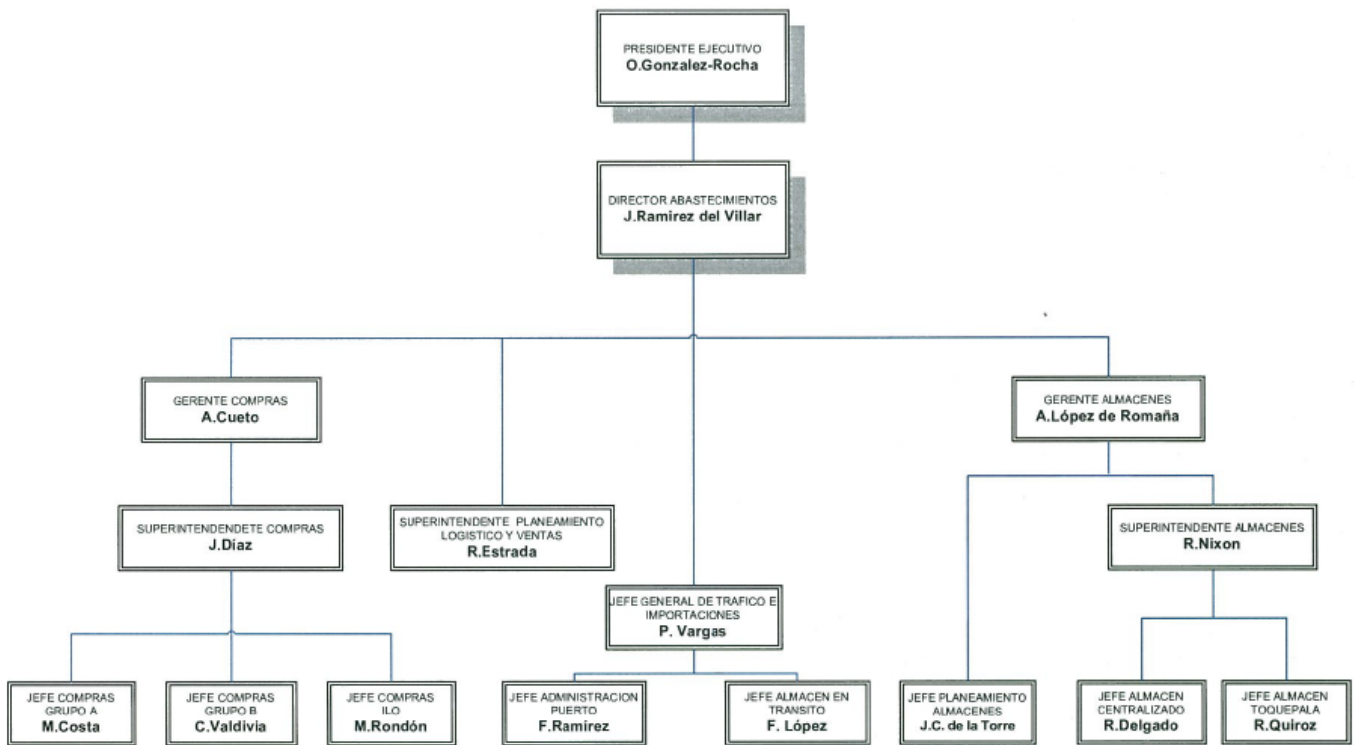 PRESIDENTE EJECUTIVO
O.Gonzalez-Rocha
DIRECTOR ABASTECIMIENTOS
J.Ramirez del Villar
GERENTE COMPRAS
A.Cueto
GERENTE ALMACENES
A.López de Romaña
SUPERINTENDENDETE COMPRAS
J.Díaz
SUPERINTENDENTE PLANEAMIENTO
LOGISTICO Y VENTAS
R.Estrada
SUPERINTENDENTE ALMACENES
R.Nixon
JEFE GENERAL DE TRAFICO E
IMPORTACIONES
P. Vargas
JEFE COMPRAS
GRUPO A
M.Costa
JEFE COMPRAS
GRUPO B
C.Valdivia
JEFE COMPRAS
ILO
M.Rondón
JEFE ADMINISTRACION
PUERTO
F.Ramirez
JEFE ALMACEN EN
TRANSITO
F. López
JEFE PLANEAMIENTO
ALMACENES
J.C. de la Torre
JEFE ALMACEN
CENTRALIZADO
R.Delgado
JEFE ALMACEN
TOQUEPALA
R.Quiroz